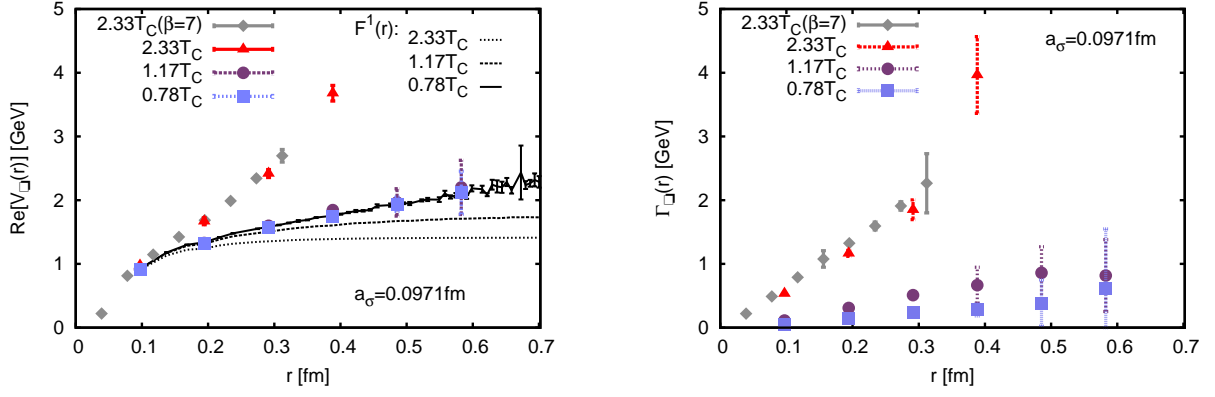 2.33T_C(β=7)
2.33T_C
1.17T_C
0.78T_C
F^1(r):
2.33T_C
1.17T_C
0.78T_C
a_σ=0.0971fm
Re[V_□(r)] [GeV]
5
4
3
2
1
0
0 0.1 0.2 0.3 0.4 0.5 0.6 0.7
r [fm]
2.33T_C(β=7)
2.33T_C
1.17T_C
0.78T_C
a_σ=0.0971fm
Γ_□(r) [GeV]
5
4
3
2
1
0
0 0.1 0.2 0.3 0.4 0.5 0.6 0.7
r [fm]